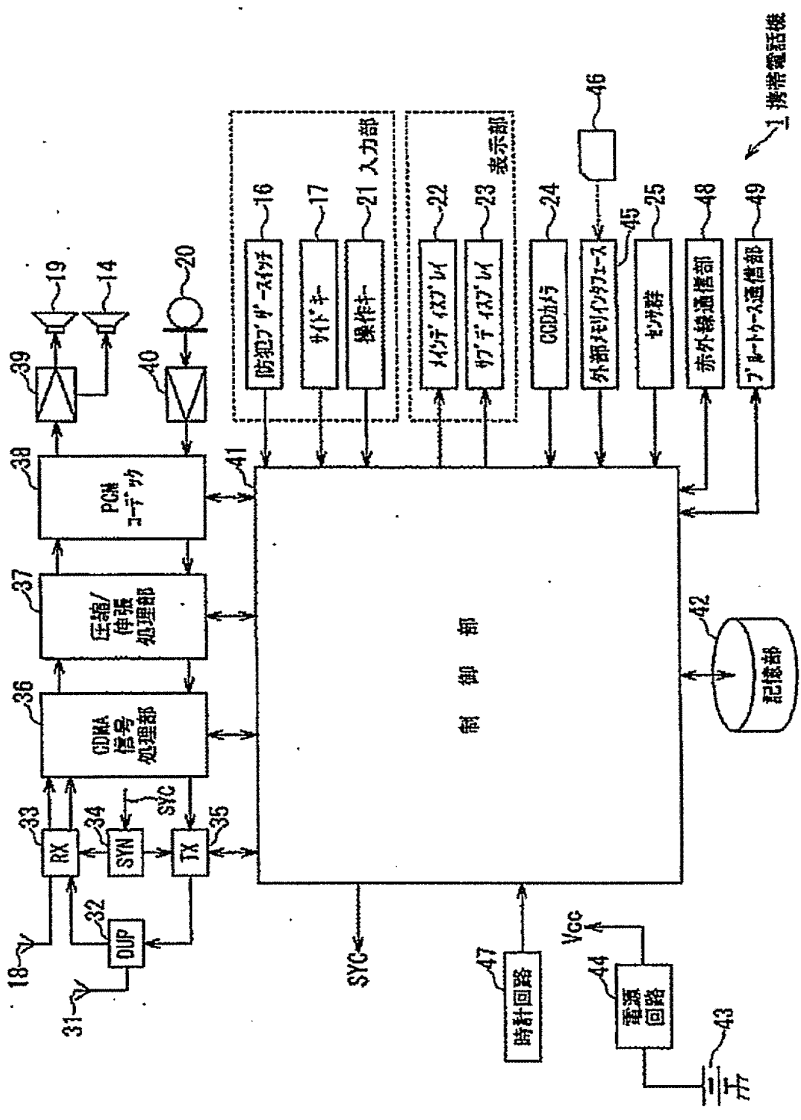 1 携帯電話機
18
31
33
RX
32
DUP
34
SYN
SYC
35
TX
36
CDMA
信号
処理部
37
圧縮/
伸張
処理部
38
PCM
コーデック
39
40
19
14
20
41
制御部
入力部
防犯ブザースイッチ
16
サイドキー
17
操作キー
21
表示部
メインディスプレイ
22
サブディスプレイ
23
CCDカメラ
24
外部メモリインタフェース
45
46
センサ群
25
赤外線通信部
48
ブルートゥース通信部
49
SYC
47
時計回路
Vcc
44
電源
回路
43
42
記憶部